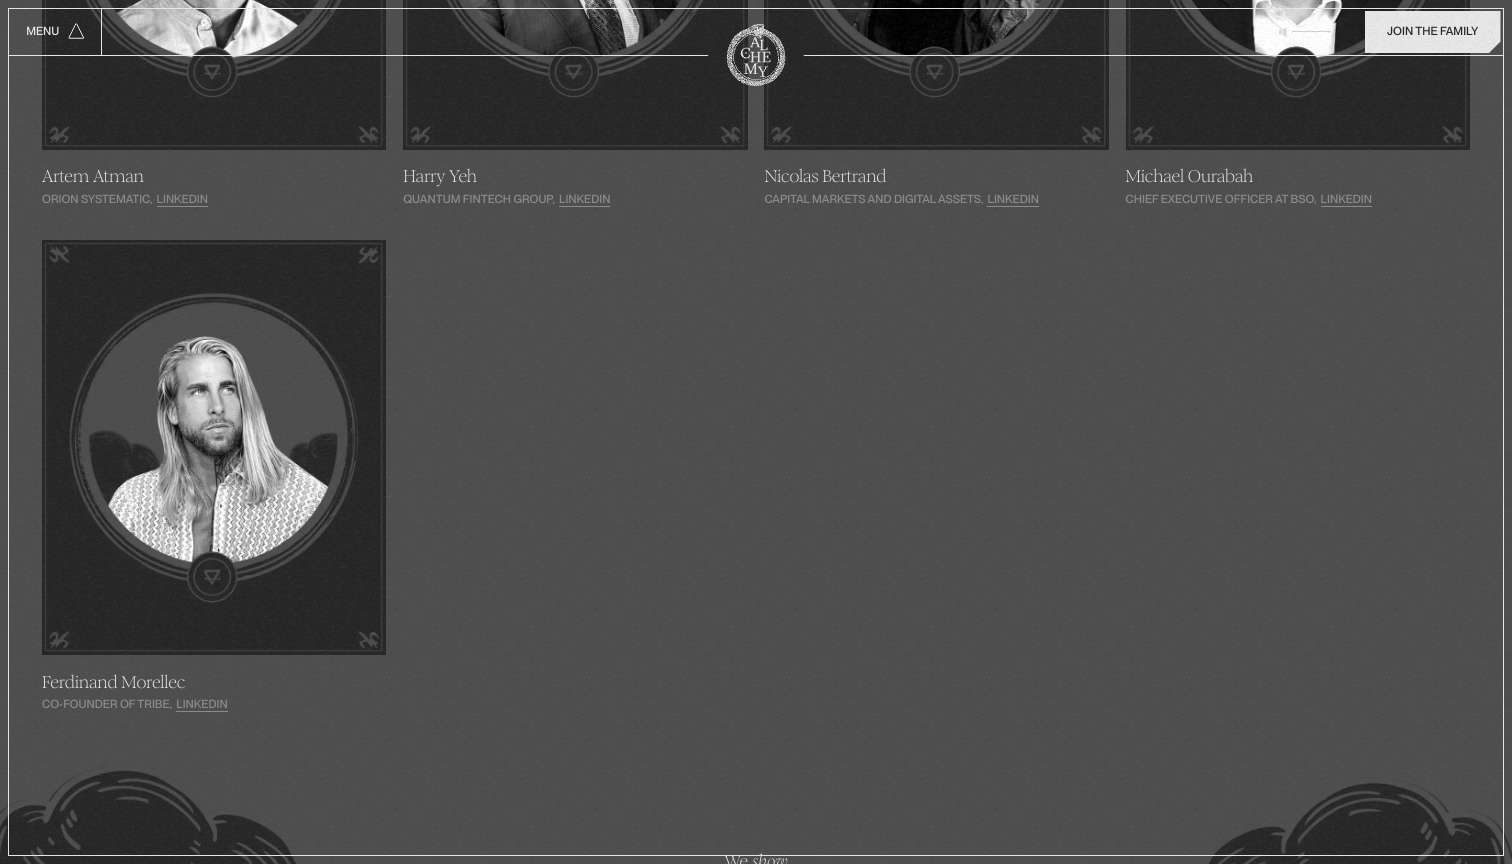 MENU
AL
CHE
MY
JOIN THE FAMILY
Artem Atman
ORION SYSTEMATIC, LINKEDIN
Harry Yeh
QUANTUM FINTECH GROUP, LINKEDIN
Nicolas Bertrand
CAPITAL MARKETS AND DIGITAL ASSETS, LINKEDIN
Michael Ourabah
CHIEF EXECUTIVE OFFICER AT BSO, LINKEDIN
Ferdinand Morellec
CO-FOUNDER OF TRIBE, LINKEDIN
We show